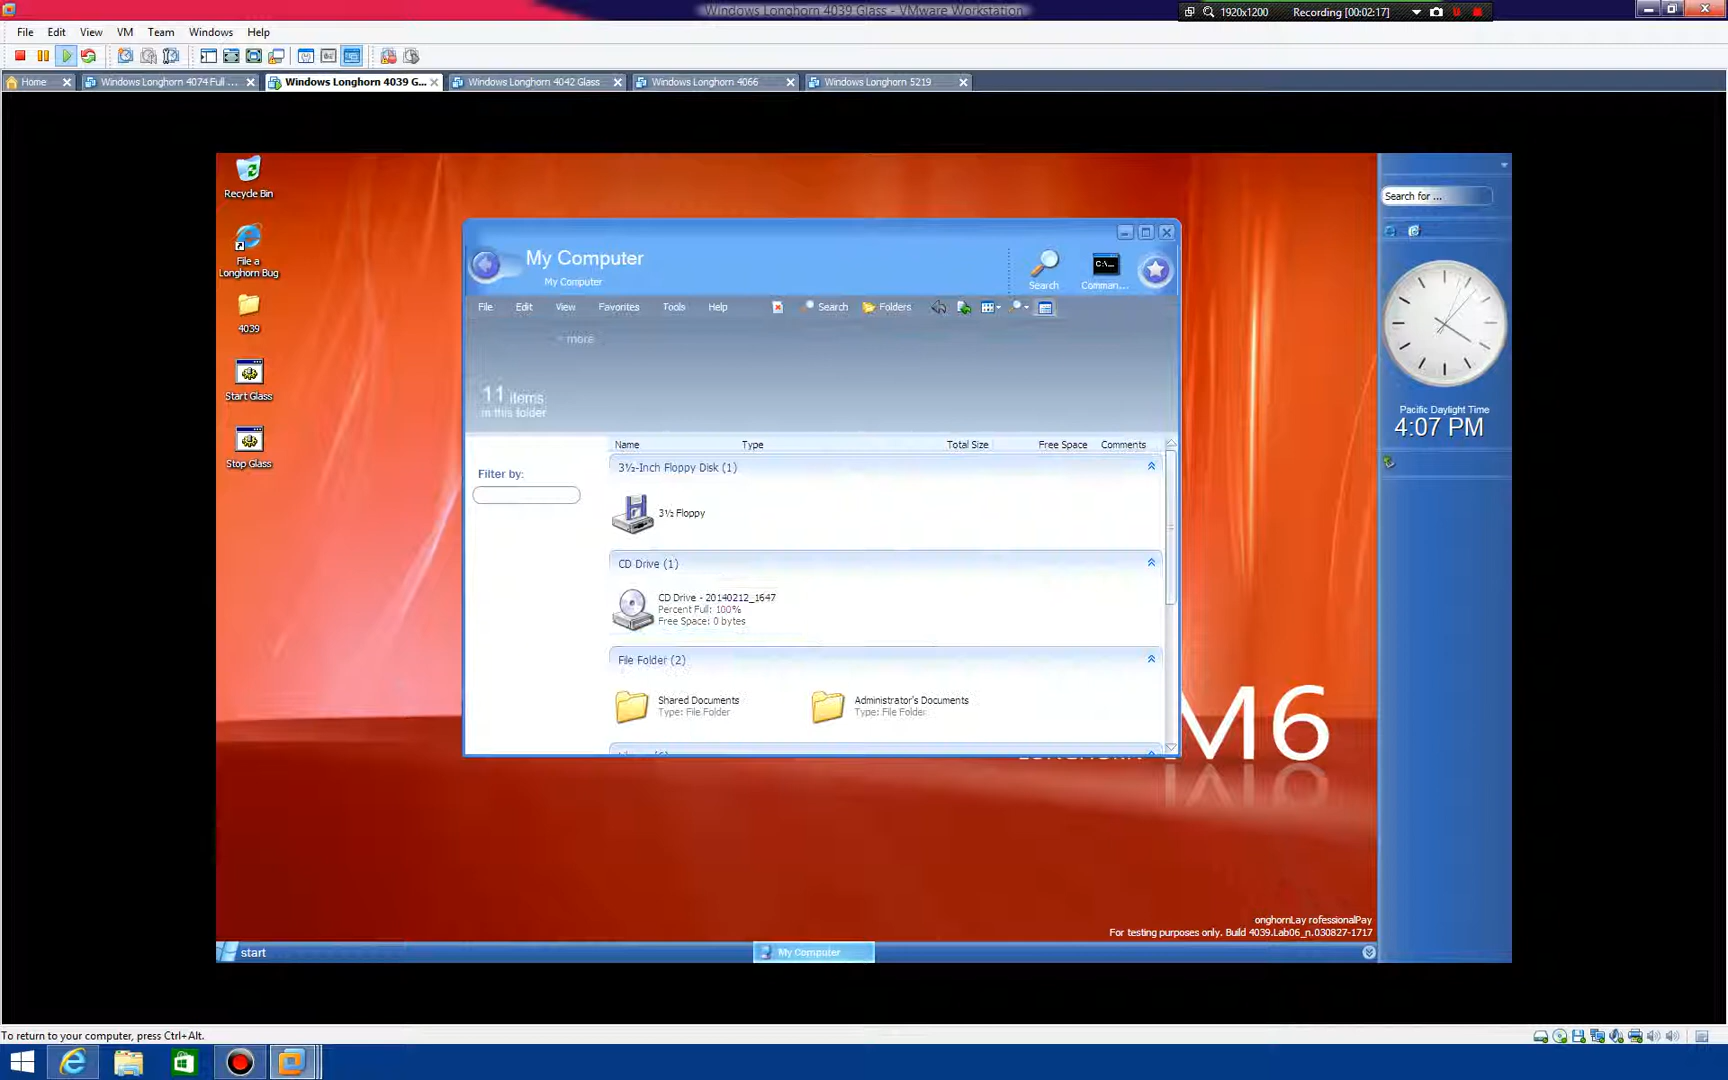 Windows Longhorn 4039 Glass - VMware Workstation
1920x1200
Recording [00:02:17]
File Edit View VM Team Windows Help
Home
Windows Longhorn 4074 Full ...
Windows Longhorn 4039 G...
Windows Longhorn 4042 Glass
Windows Longhorn 4066
Windows Longhorn 5219
Recycle Bin
File a
Longhorn Bug
4039
Start Glass
Stop Glass
My Computer
My Computer
Search
C:\...
Comman...
File Edit View Favorites Tools Help Search Folders
more
11 items
in this folder
Filter by:
Name Type Total Size Free Space Comments
3½-Inch Floppy Disk (1)
3½ Floppy
CD Drive (1)
CD Drive - 20140212_1647
Percent Full: 100%
Free Space: 0 bytes
File Folder (2)
Shared Documents
Type: File Folder
Administrator's Documents
Type: File Folder
M6
Search for ...
Pacific Daylight Time
4:07 PM
onghornLay rofessionalPay
For testing purposes only. Build 4039.Lab06_n.030827-1717
start
My Computer
To return to your computer, press Ctrl+Alt.